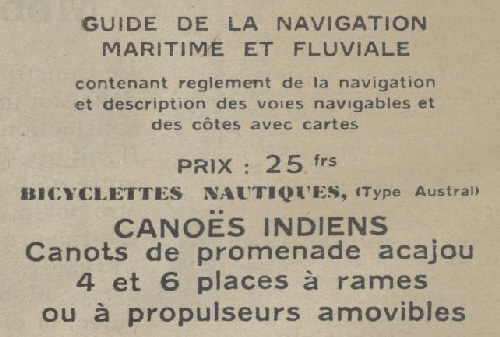 GUIDE DE LA NAVIGATION
MARITIME ET FLUVIALE
contenant reglement de la navigation
et description des voies navigables et
des côtes avec cartes
PRIX : 25 frs
BICYCLETTES NAUTIQUES, (Type Austral)
CANOËS INDIENS
Canots de promenade acajou
4 et 6 places à rames
ou à propulseurs amovibles